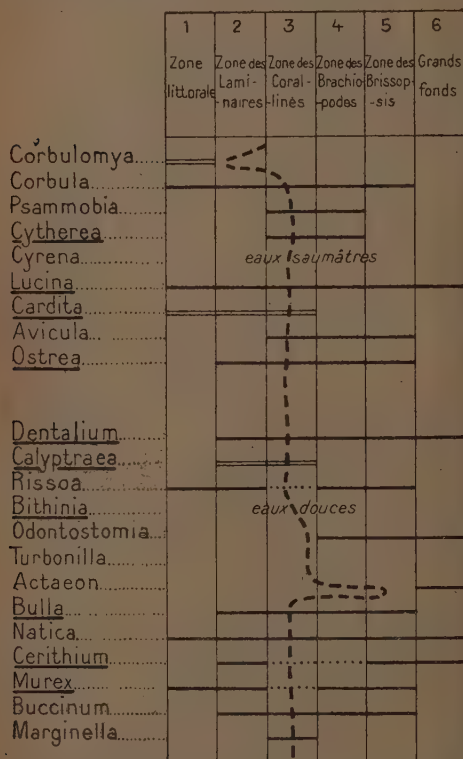 1 2 3 4 5 6
Zone littorale
Zone des Lami- -naires
Zone des Coral- -linés
Zone des Brachio- -podes
Zone des Brissop- -sis
Grands fonds
Corbulomya
Corbula
Psammobia
Cytherea
Cyrena eaux saumâtres
Lucina
Cardita
Avicula
Ostrea
Dentalium
Calyptraea
Rissoa
Bithinia eaux douces
Odontostomia
Turbonilla
Actaeon
Bulla
Natica
Cerithium
Murex
Buccinum
Marginella